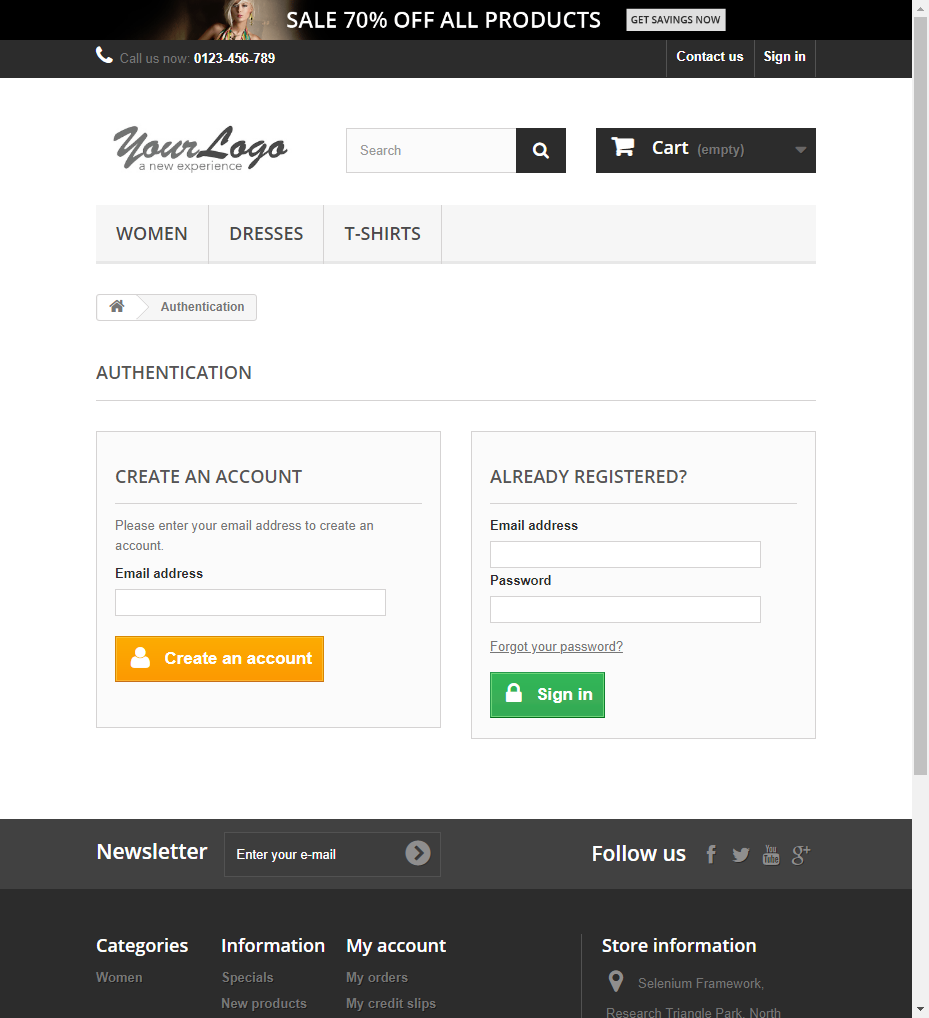 SALE 70% OFF ALL PRODUCTS GET SAVINGS NOW
Call us now: 0123-456-789 Contact us Sign in
YourLogo
a new experience
Search
Cart (empty)
WOMEN DRESSES T-SHIRTS
Authentication
AUTHENTICATION
CREATE AN ACCOUNT
Please enter your email address to create an
account.
Email address
Create an account
ALREADY REGISTERED?
Email address
Password
Forgot your password?
Sign in
Newsletter Enter your e-mail Follow us You Tube g+
Categories
Women
Information
Specials
New products
My account
My orders
My credit slips
Store information
Selenium Framework,
Research Triangle Park, North